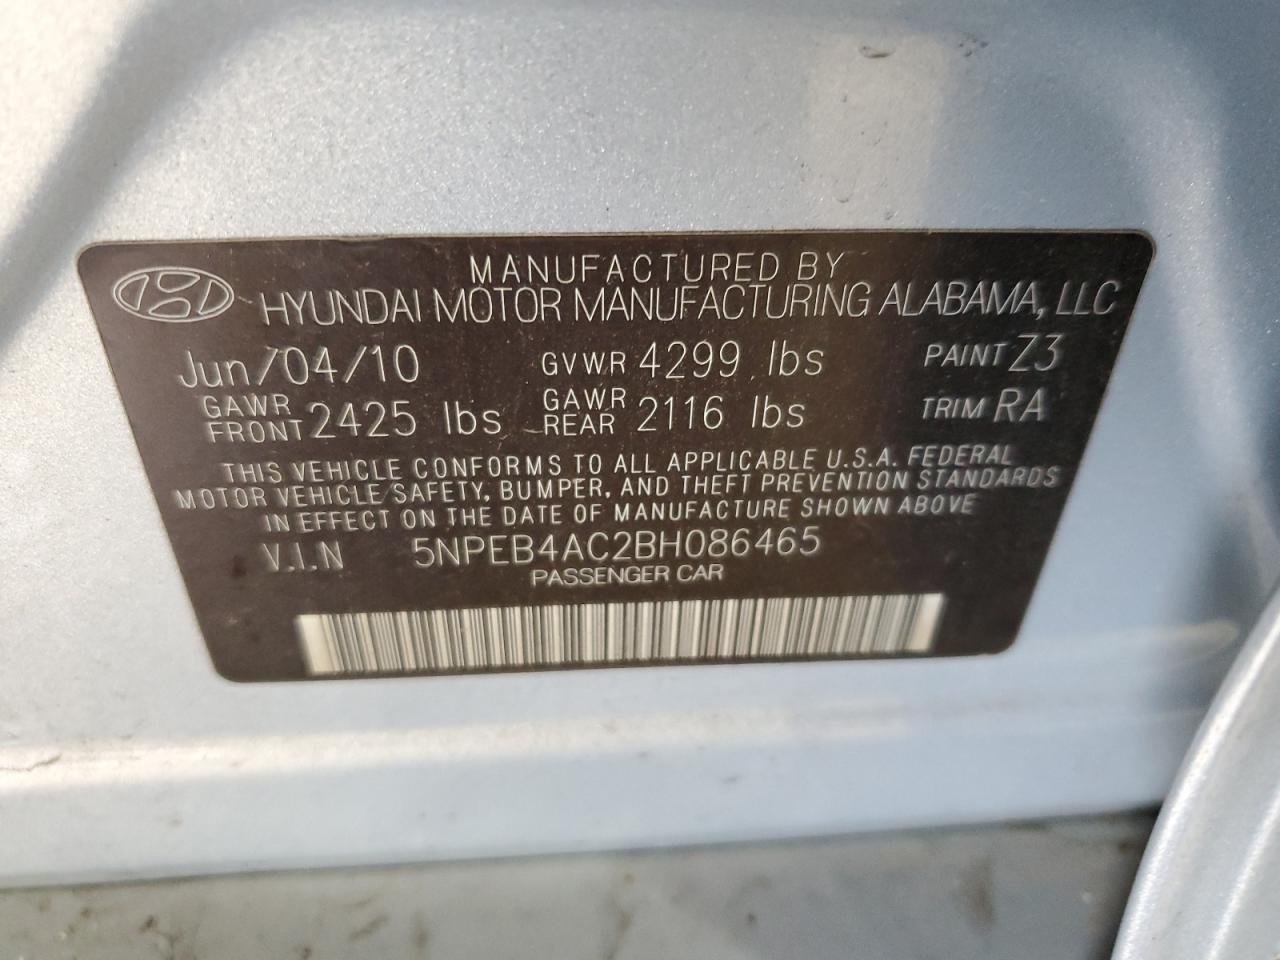 MANUFACTURED BY
HYUNDAI MOTOR MANUFACTURING ALABAMA, LLC
Jun/04/10 GVWR 4299 lbs PAINT Z3
GAWR FRONT 2425 lbs GAWR REAR 2116 lbs TRIM RA
THIS VEHICLE CONFORMS TO ALL APPLICABLE U.S.A. FEDERAL
MOTOR VEHICLE SAFETY, BUMPER, AND THEFT PREVENTION STANDARDS
IN EFFECT ON THE DATE OF MANUFACTURE SHOWN ABOVE
V.I.N 5NPEB4AC2BH086465
PASSENGER CAR